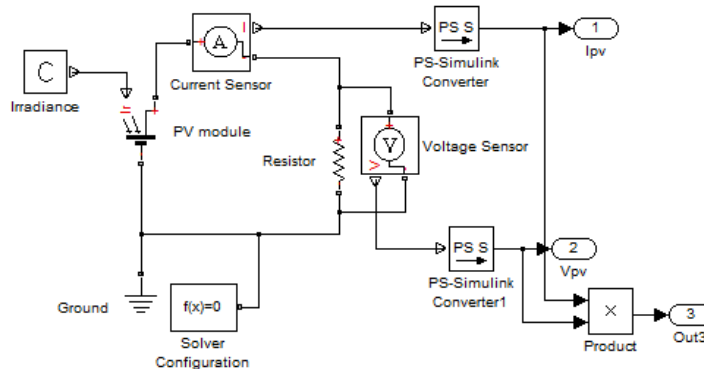 I
A
Current Sensor
PS S
PS-Simulink
Converter
1
Ipv
C
Irradiance
Ir
PV module
Resistor
V
V
Voltage Sensor
PS S
PS-Simulink
Converter1
2
Vpv
Ground
f(x)=0
Solver
Configuration
×
Product
3
Out3